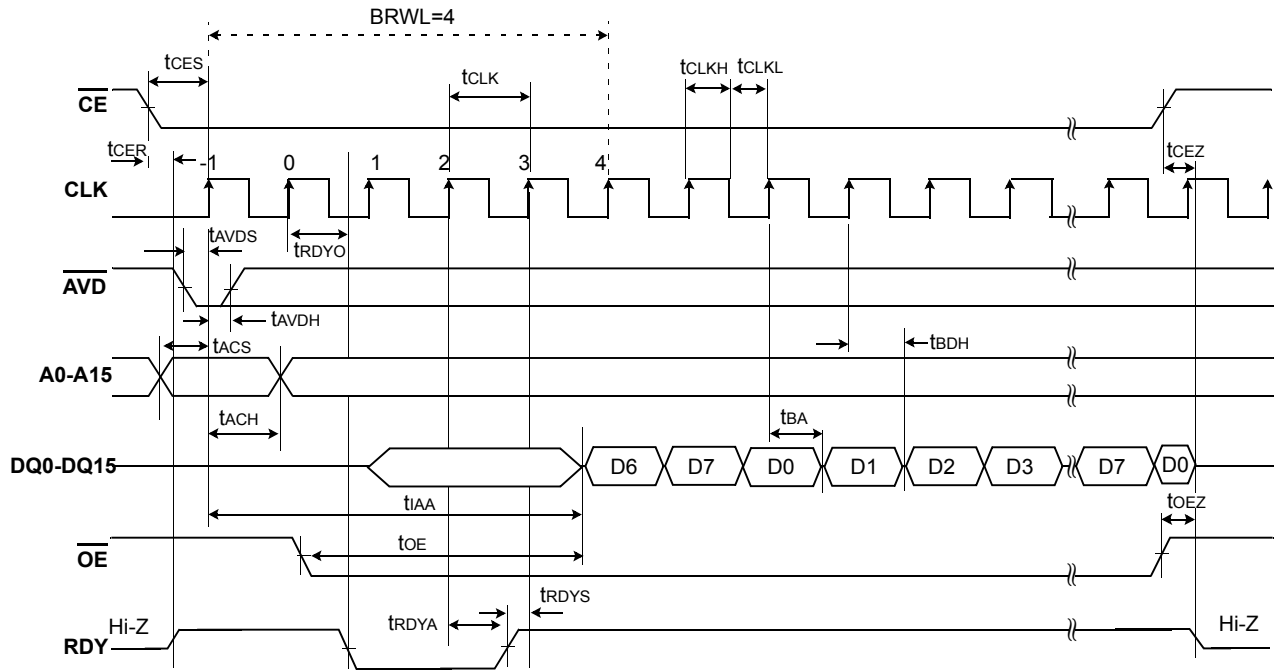 BRWL=4
tCES
tCLK
tCLKH tCLKL
CE
tCER
-1 0 1 2 3 4
tCEZ
CLK
tAVDS
tRDYO
AVD
tAVDH
tACS
tBDH
A0-A15
tACH
tBA
DQ0-DQ15
D6 D7 D0 D1 D2 D3 D7 D0
tIAA
tOEZ
tOE
OE
tRDYS
tRDYA
Hi-Z
Hi-Z
RDY